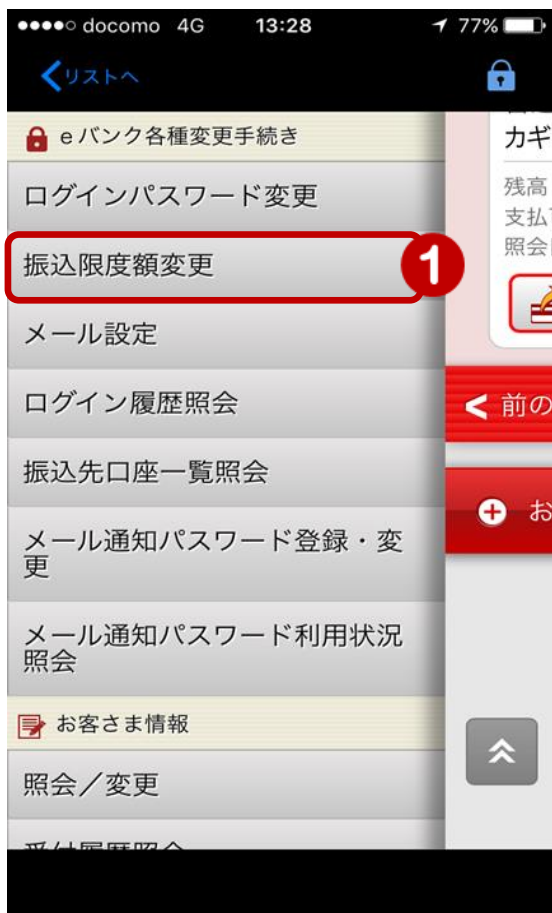 docomo 4G 13:28 77%
リストへ
eバンク各種変更手続き
ログインパスワード変更
振込限度額変更
1
メール設定
ログイン履歴照会
振込先口座一覧照会
メール通知パスワード登録・変
更
メール通知パスワード利用状況
照会
お客さま情報
照会／変更
カギ
残高
支払
照会
前の
お